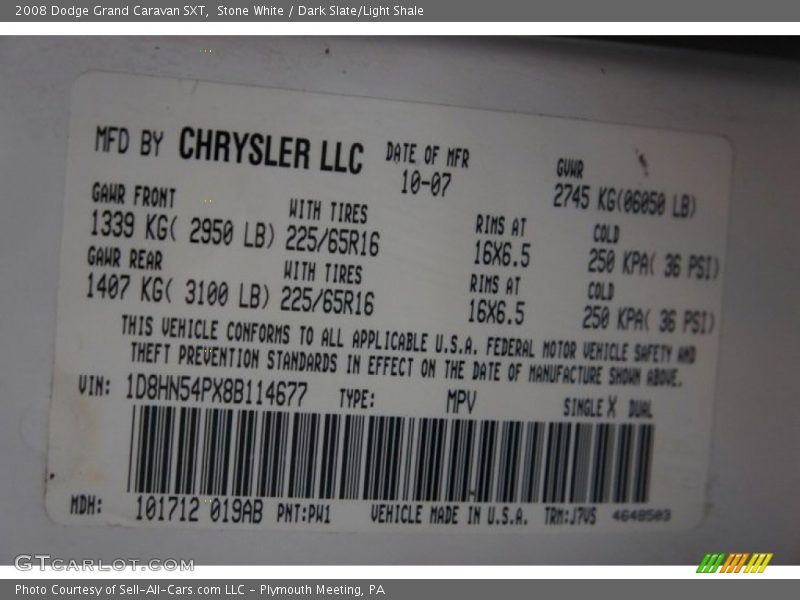 2008 Dodge Grand Caravan SXT, Stone White / Dark Slate/Light Shale
MFD BY CHRYSLER LLC DATE OF MFR GVWR
10-07 2745 KG(06050 LB)
GAWR FRONT WITH TIRES RIMS AT COLD
1339 KG( 2950 LB) 225/65R16 16X6.5 250 KPA( 36 PSI)
GAWR REAR WITH TIRES RIMS AT COLD
1407 KG( 3100 LB) 225/65R16 16X6.5 250 KPA( 36 PSI)
THIS VEHICLE CONFORMS TO ALL APPLICABLE U.S.A. FEDERAL MOTOR VEHICLE SAFETY AND
THEFT PREVENTION STANDARDS IN EFFECT ON THE DATE OF MANUFACTURE SHOWN ABOVE.
VIN: 1D8HN54PX8B114677 TYPE: MPV SINGLE X DUAL
MDH: 101712 019AB PNT:PW1 VEHICLE MADE IN U.S.A. TRM:J7V5 4648503
GTCarLot.com
Photo Courtesy of Sell-All-Cars.com LLC - Plymouth Meeting, PA